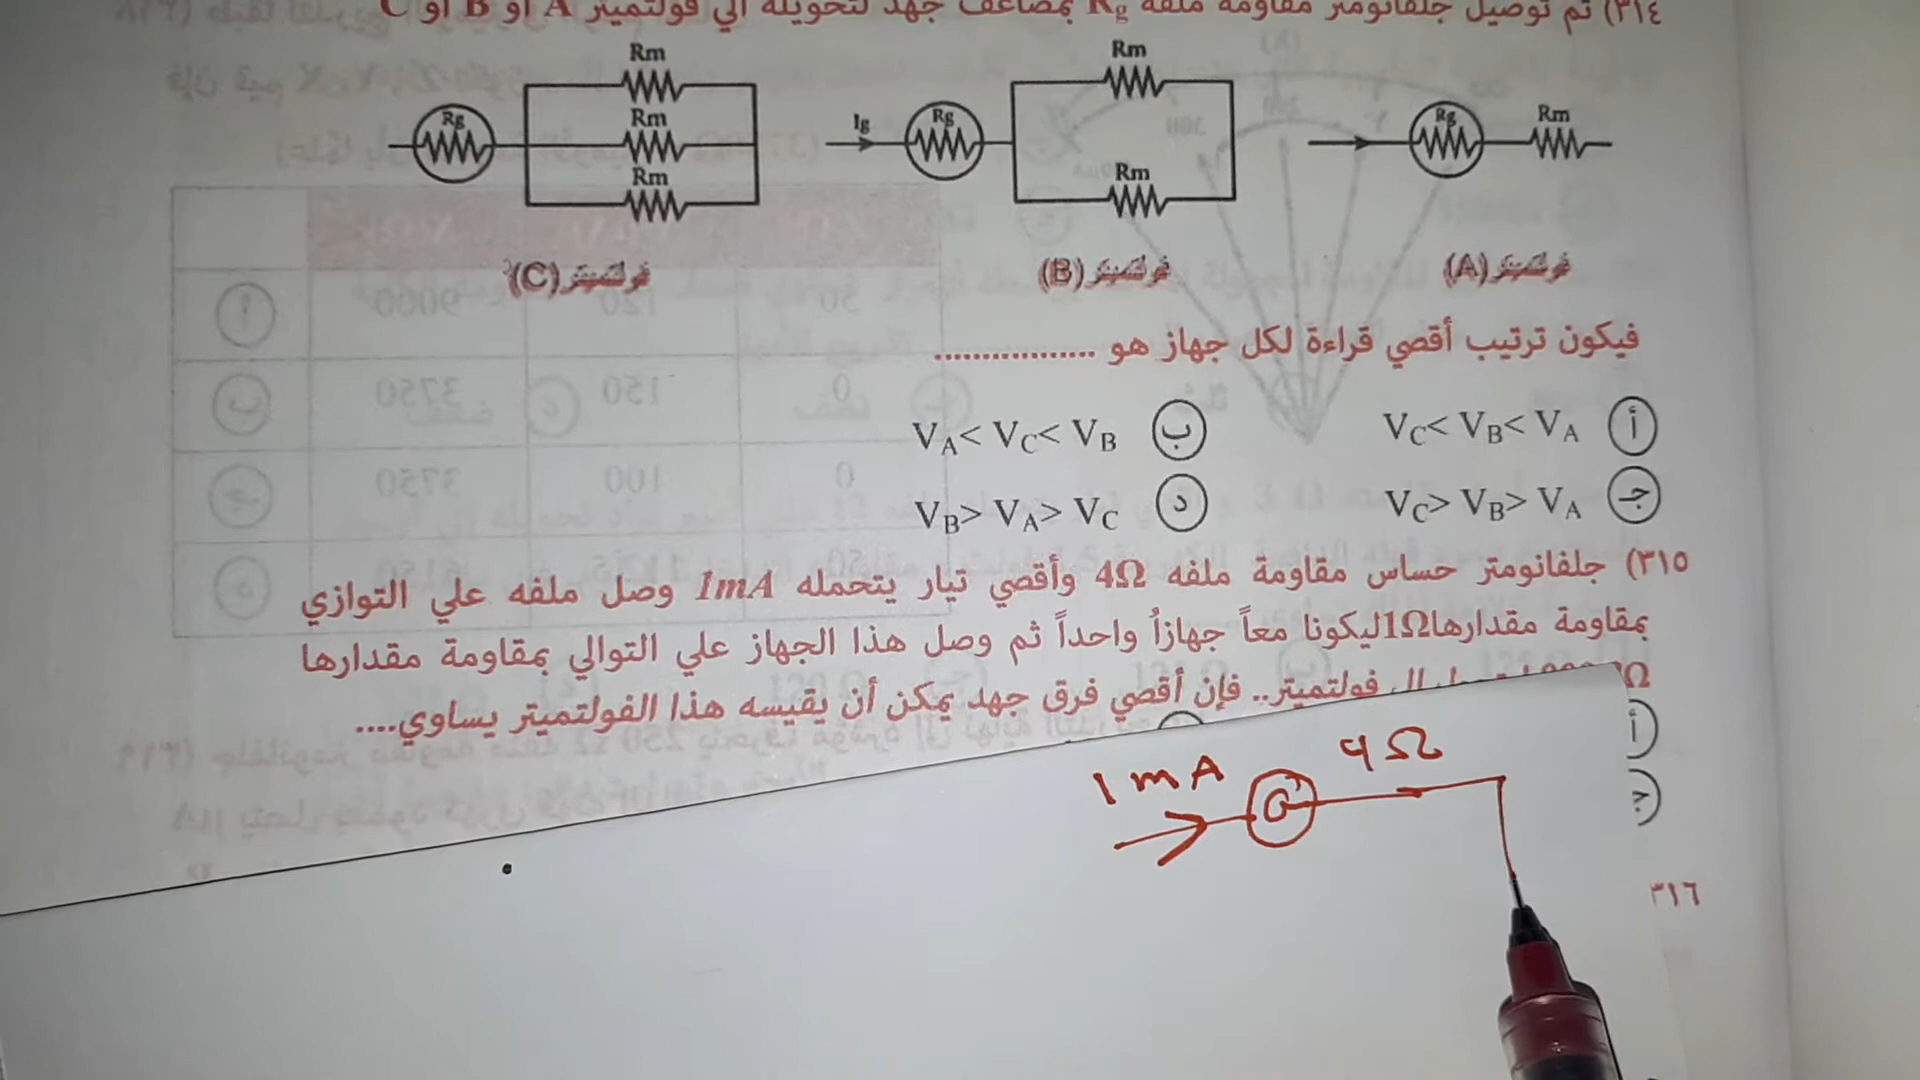 ٣١٤) تم توصيل جلفانومتر مقاومة ملفه Rg بمضاعف جهد لتحويله الي فولتميتر A أو B أو C
Rm
Rm
Rm
Rg
Rm
Rm
Ig
Rg
Rm
Rg
فولتميتر (C)
فولتميتر (B)
فولتميتر (A)
فيكون ترتيب أقصي قراءة لكل جهاز هو .................
أ VC< VB< VA
ب VA< VC< VB
جـ VC> VB> VA
د VB> VA> VC
٣١٥) جلفانومتر حساس مقاومة ملفه 4Ω وأقصي تيار يتحمله 1mA وصل ملفه علي التوازي
بمقاومة مقدارها1Ωليكونا معاً جهازاُ واحداً ثم وصل هذا الجهاز علي التوالي بمقاومة مقدارها
Ω فولتميتر.. فإن أقصي فرق جهد يمكن أن يقيسه هذا الفولتميتر يساوي....
أ
ج
1 mA
G
4Ω
٣١٦